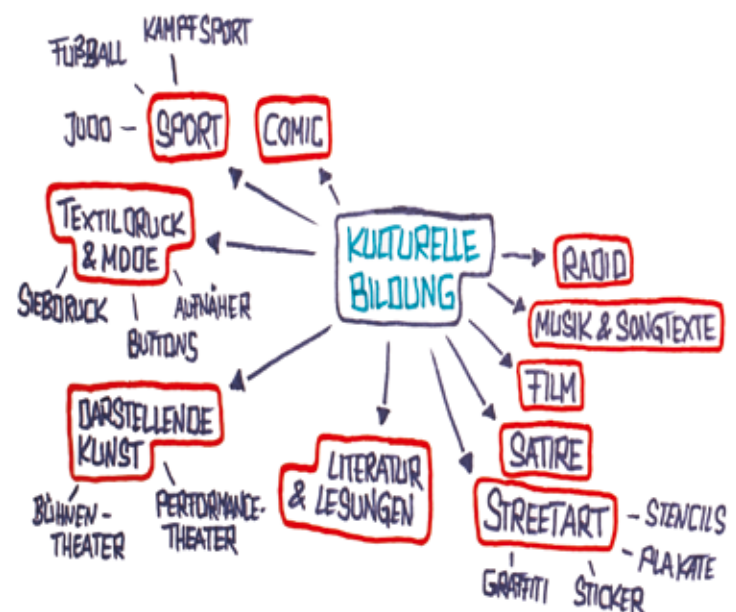 KAMPFSPORT
FUẞBALL
JUDO
SPORT
COMIC
KULTURELLE
BILDUNG
TEXTILDRUCK
& MODE
SIEBDRUCK
BUTTONS
AUFNÄHER
RADIO
MUSIK & SONGTEXTE
FILM
SATIRE
STREETART
STENCILS
PLAKATE
GRAFFITI
STICKER
LITERATUR
& LESUNGEN
DARSTELLENDE
KUNST
BÜHNEN-
THEATER
PERFORMANCE-
THEATER